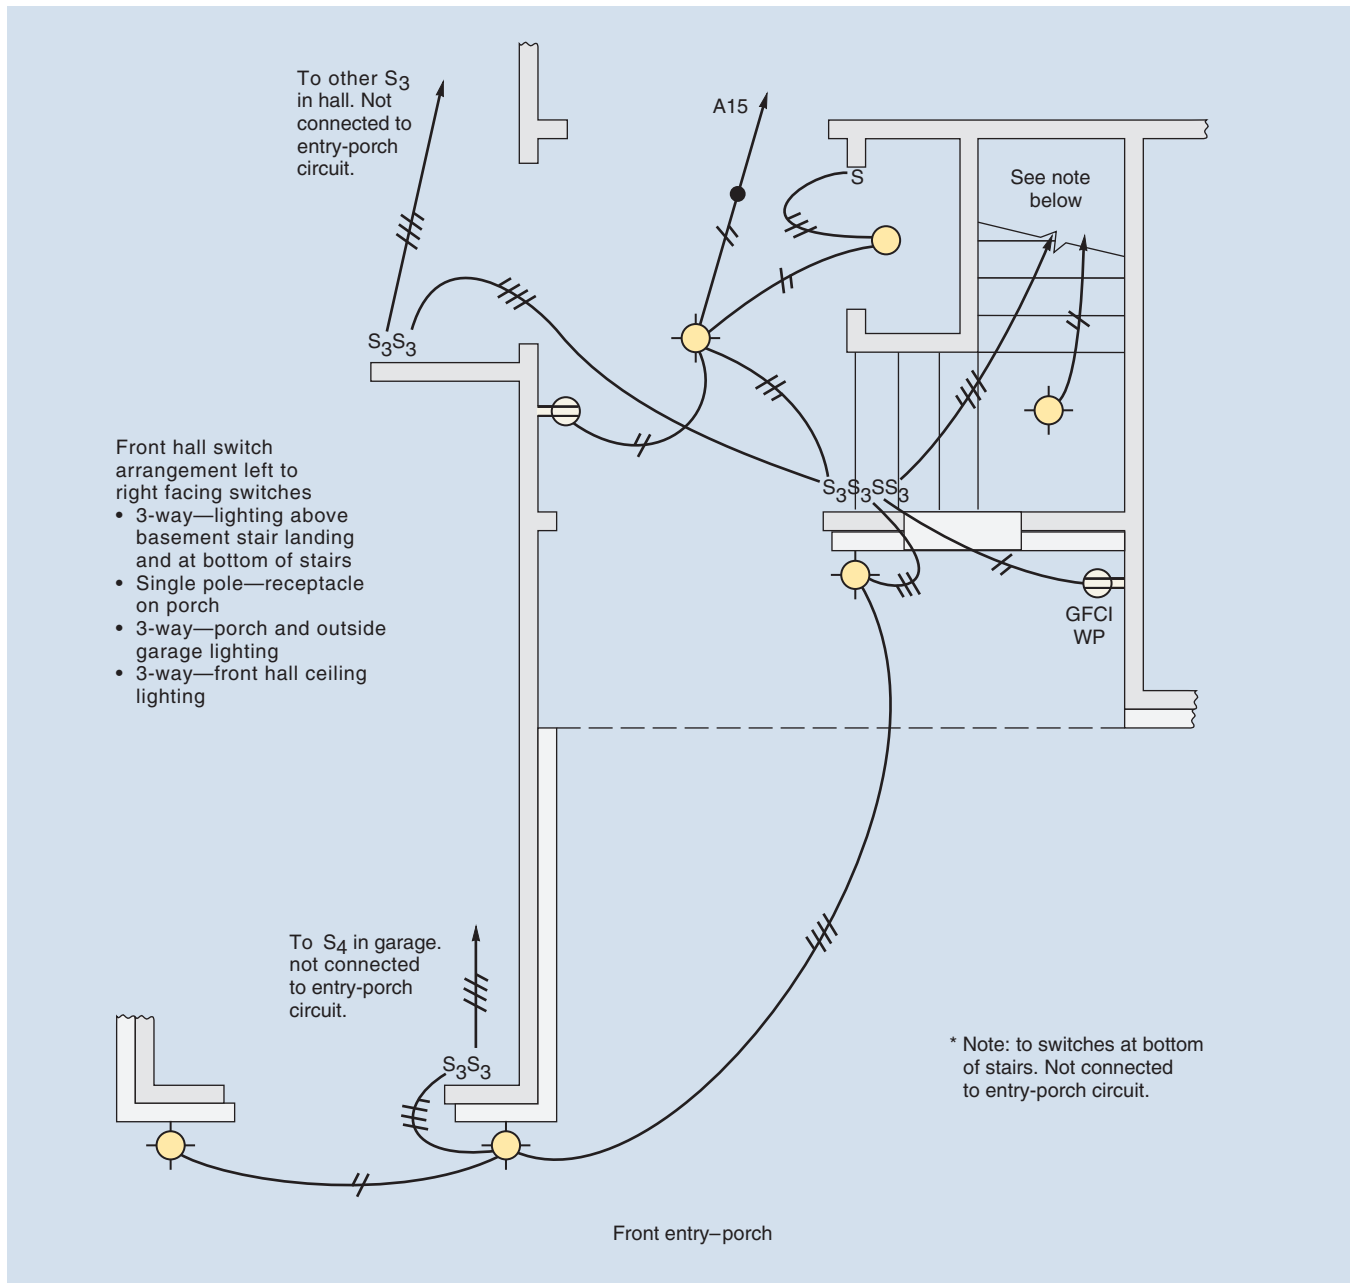 To other S3
in hall. Not
connected to
entry-porch
circuit.
A15
S
See note
below
S3S3
Front hall switch
arrangement left to
right facing switches
• 3-way—lighting above
basement stair landing
and at bottom of stairs
• Single pole—receptacle
on porch
• 3-way—porch and outside
garage lighting
• 3-way—front hall ceiling
lighting
S3S3SS3
GFCI
WP
To S4 in garage.
not connected
to entry-porch
circuit.
S3S3
* Note: to switches at bottom
of stairs. Not connected
to entry-porch circuit.
Front entry–porch